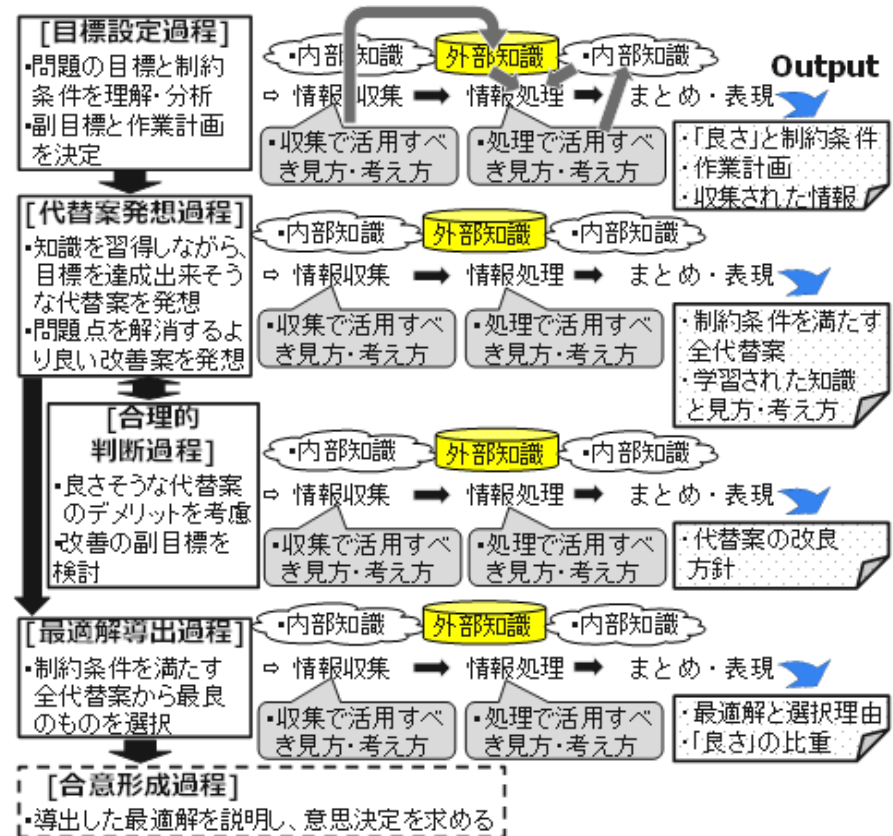 [目標設定過程]
▪問題の目標と制約
条件を理解・分析
▪副目標と作業計画
を決定
▪内部知識
外部知識
▪内部知識
Output
⇨ 情報収集 ➡ 情報処理 ➡ まとめ・表現
▪収集で活用すべ
き見方・考え方
▪処理で活用すべ
き見方・考え方
・「良さ」と制約条件
・作業計画
・収集された情報
[代替案発想過程]
▪知識を習得しながら、
目標を達成出来そう
な代替案を発想
▪問題点を解消するよ
り良い改善案を発想
▪内部知識
外部知識
▪内部知識
⇨ 情報収集 ➡ 情報処理 ➡ まとめ・表現
▪収集で活用すべ
き見方・考え方
▪処理で活用すべ
き見方・考え方
・制約条件を満たす
全代替案
・学習された知識
と見方・考え方
[合理的
判断過程]
▪良さそうな代替案
のデメリットを考慮
▪改善の副目標を
検討
▪内部知識
外部知識
▪内部知識
⇨ 情報収集 ➡ 情報処理 ➡ まとめ・表現
▪収集で活用すべ
き見方・考え方
▪処理で活用すべ
き見方・考え方
・代替案の改良
方針
[最適解導出過程]
▪制約条件を満たす
全代替案から最良
のものを選択
▪内部知識
外部知識
▪内部知識
⇨ 情報収集 ➡ 情報処理 ➡ まとめ・表現
▪収集で活用すべ
き見方・考え方
▪処理で活用すべ
き見方・考え方
・最適解と選択理由
・「良さ」の比重
[合意形成過程]
▪導出した最適解を説明し、意思決定を求める